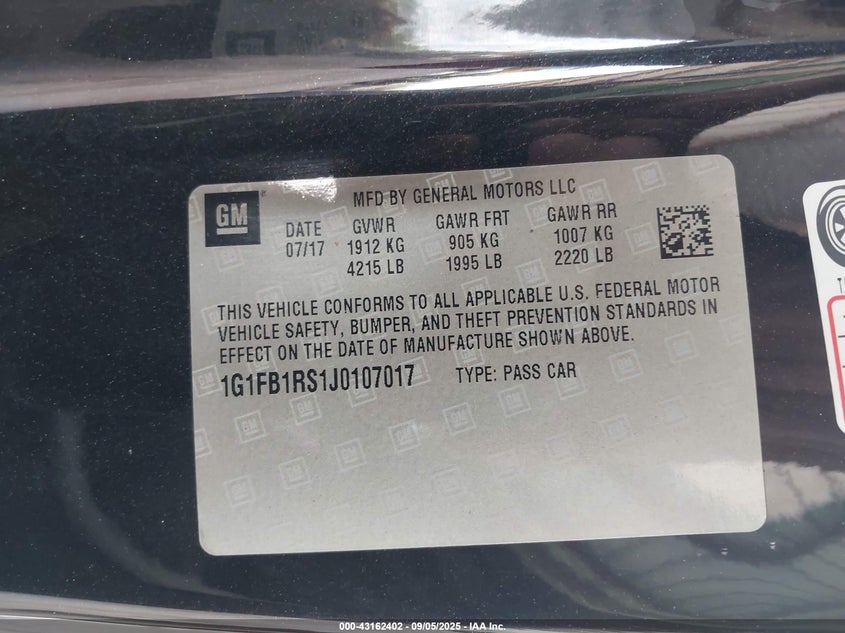 GM
MFD BY GENERAL MOTORS LLC
DATE GVWR GAWR FRT GAWR RR
07/17 1912 KG 905 KG 1007 KG
4215 LB 1995 LB 2220 LB
THIS VEHICLE CONFORMS TO ALL APPLICABLE U.S. FEDERAL MOTOR
VEHICLE SAFETY, BUMPER, AND THEFT PREVENTION STANDARDS IN
EFFECT ON THE DATE OF MANUFACTURE SHOWN ABOVE.
1G1FB1RS1J0107017 TYPE: PASS CAR
000-43162402 - 09/05/2025 - IAA Inc.